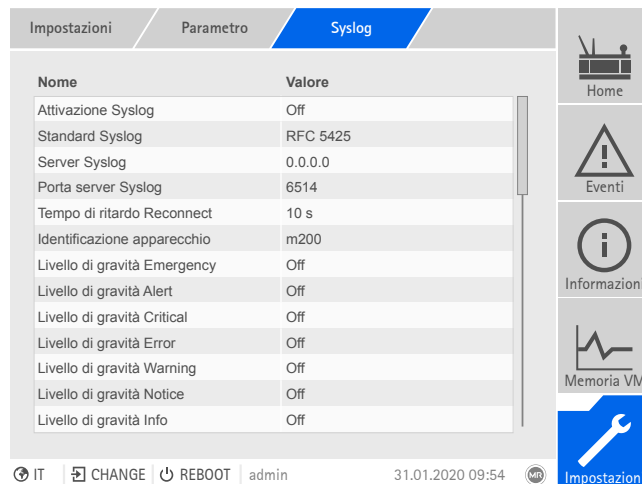 Impostazioni Parametro Syslog
Nome Valore
Attivazione Syslog Off
Standard Syslog RFC 5425
Server Syslog 0.0.0.0
Porta server Syslog 6514
Tempo di ritardo Reconnect 10 s
Identificazione apparecchio m200
Livello di gravità Emergency Off
Livello di gravità Alert Off
Livello di gravità Critical Off
Livello di gravità Error Off
Livello di gravità Warning Off
Livello di gravità Notice Off
Livello di gravità Info Off
Home
Eventi
Informazion
Memoria VM
Impostazion
IT CHANGE REBOOT admin 31.01.2020 09:54 MR